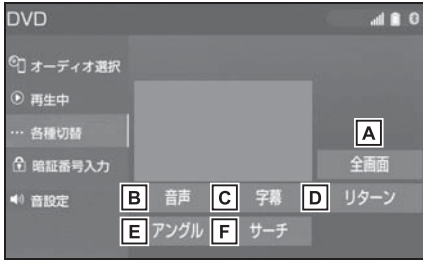 DVD
オーディオ選択
再生中
各種切替
暗証番号入力
音設定
A
全画面
B 音声 C 字幕 D リターン
E アングル F サーチ